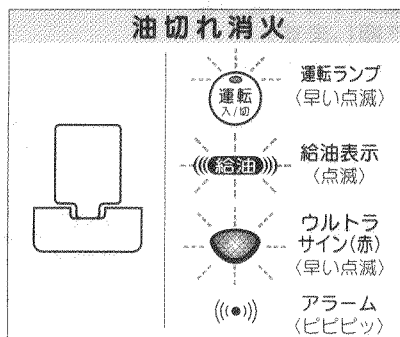 油切れ消火
運転
入/切
運転ランプ
〈早い点滅〉
給油
給油表示
〈点滅〉
ウルトラ
サイン(赤)
〈早い点滅〉
アラーム
〈ピピピッ〉